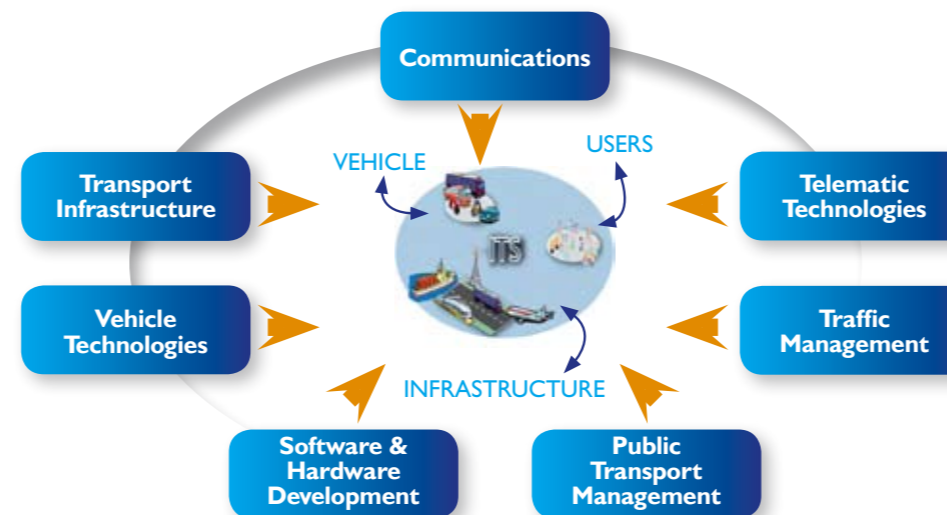 Communications
USERS
VEHICLE
Transport
Infrastructure
Telematic
Technologies
ITS
Vehicle
Technologies
Traffic
Management
INFRASTRUCTURE
Software &
Hardware
Development
Public
Transport
Management